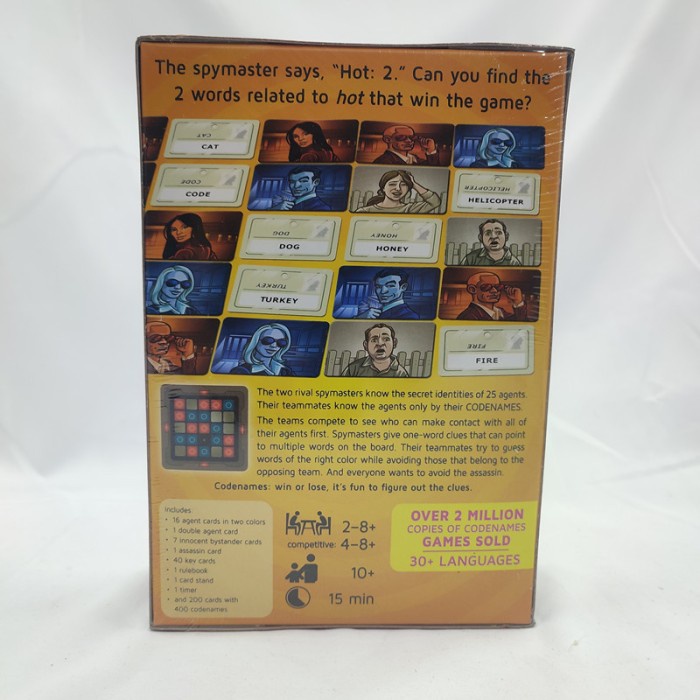 The spymaster says, "Hot: 2." Can you find the
2 words related to hot that win the game?
CAT
CAT
CODE
CODE
HELICOPTER
HELICOPTER
DOG
DOG
HONEY
HONEY
TURKEY
TURKEY
FIRE
FIRE
The two rival spymasters know the secret identities of 25 agents.
Their teammates know the agents only by their CODENAMES.
The teams compete to see who can make contact with all of
their agents first. Spymasters give one-word clues that can point
to multiple words on the board. Their teammates try to guess
words of the right color while avoiding those that belong to the
opposing team. And everyone wants to avoid the assassin.
Codenames: win or lose, it's fun to figure out the clues.
Includes:
• 16 agent cards in two colors
• 1 double agent card
• 7 innocent bystander cards
• 1 assassin card
• 40 key cards
• 1 rulebook
• 1 card stand
• 1 timer
• and 200 cards with
400 codenames
2–8+
competitive: 4–8+
10+
15 min
OVER 2 MILLION
COPIES OF CODENAMES
GAMES SOLD
30+ LANGUAGES